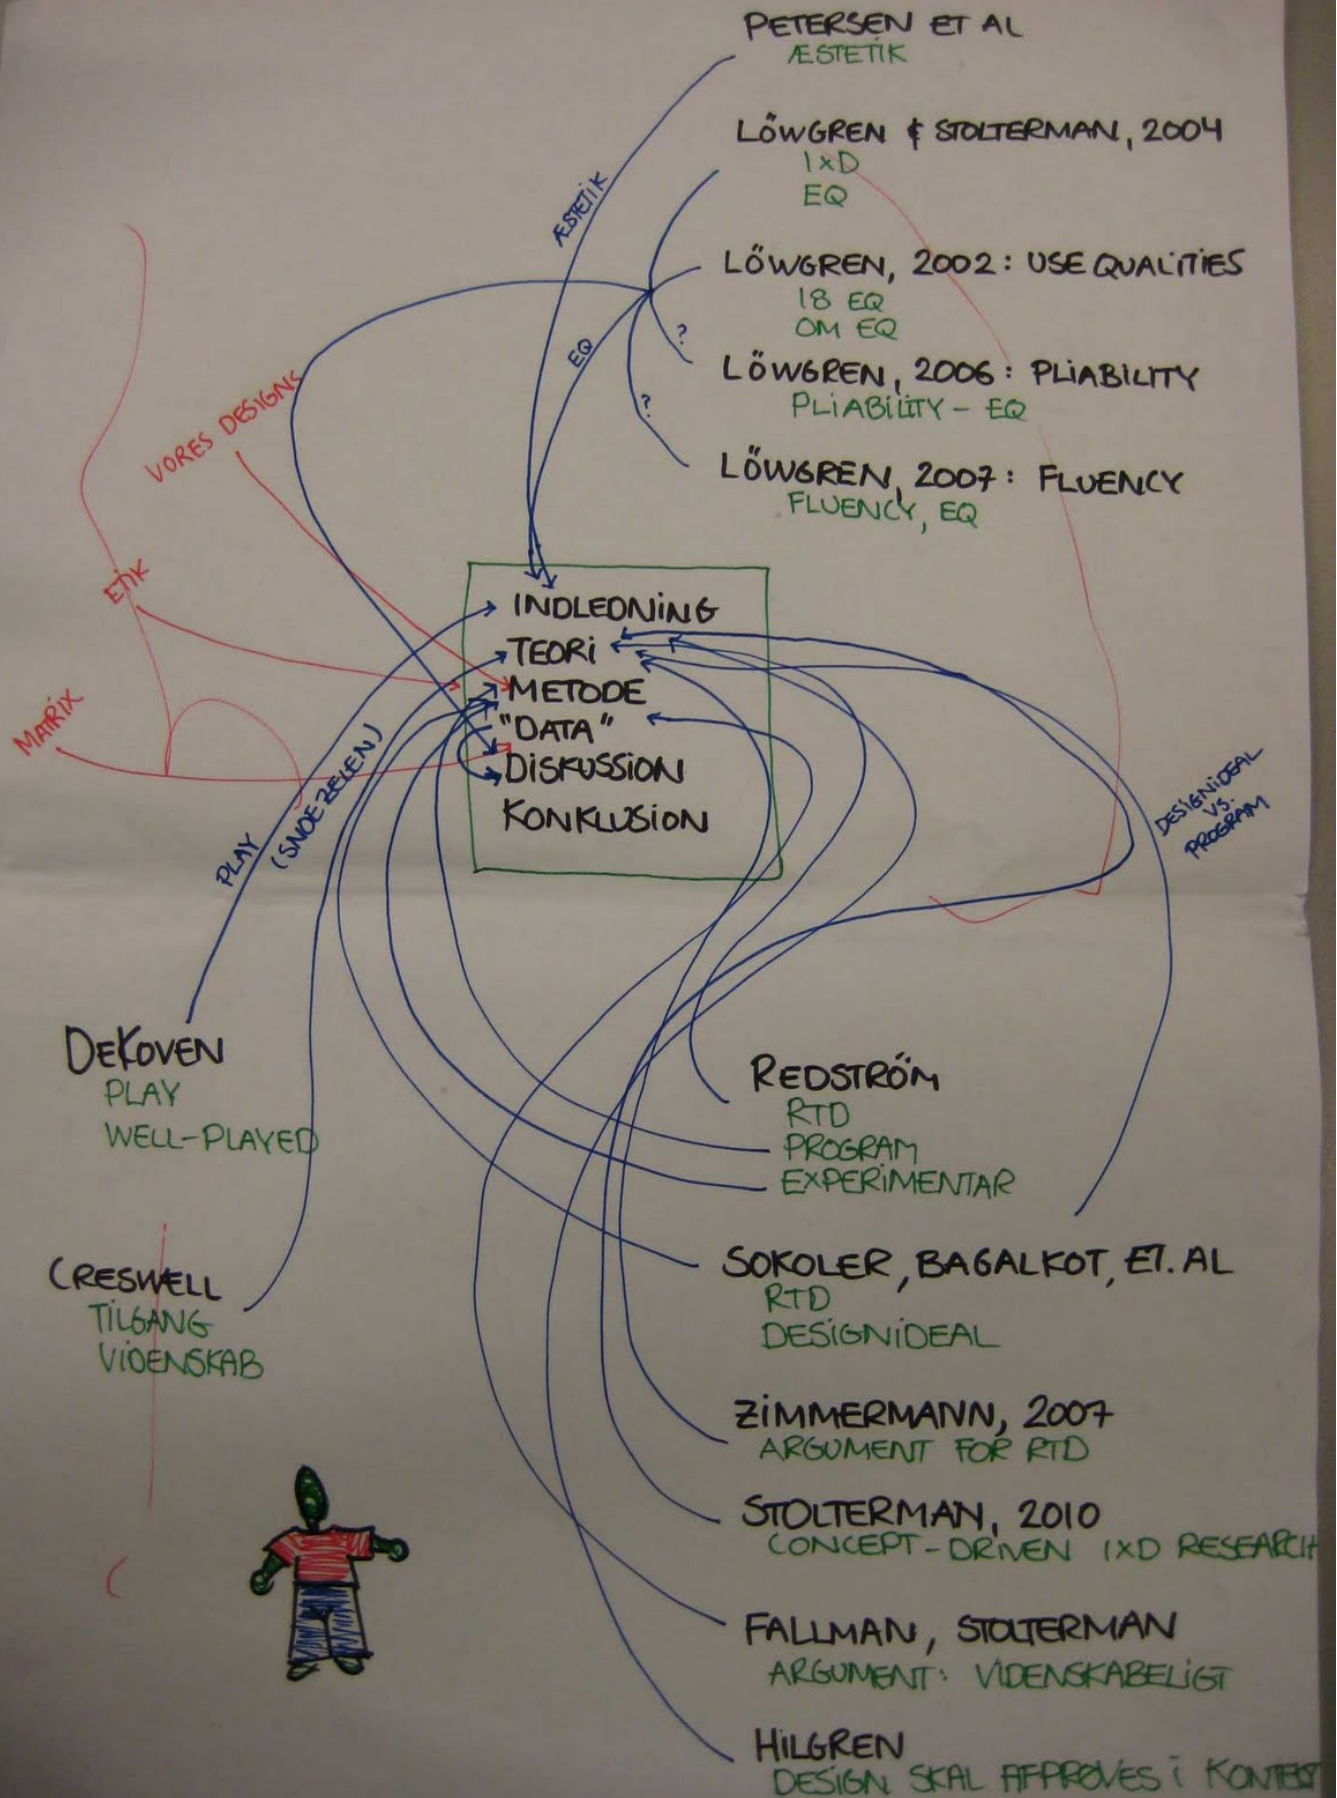 PETERSEN ET AL
ÆSTETIK
LÖWGREN & STOLTERMAN, 2004
IXD
EQ
ÆSTETIK
LÖWGREN, 2002: USE QUALITIES
18 EQ
OM EQ
?
EQ
LÖWGREN, 2006: PLIABILITY
PLIABILITY - EQ
?
VORES DESIGNS
LÖWGREN, 2007: FLUENCY
FLUENCY, EQ
ETIK
INDLEDNING
TEORI
METODE
"DATA"
DISKUSSION
KONKLUSION
MATRIX
PLAY
(SNOEZELEN)
DESIGNIDEAL
VS.
PROGRAM
DEKOVEN
PLAY
WELL-PLAYED
REDSTRÖM
RTD
PROGRAM
EXPERIMENTAR
CRESWELL
TILGANG
VIDENSKAB
SOKOLER, BAGALKOT, ET. AL
RTD
DESIGNIDEAL
ZIMMERMANN, 2007
ARGUMENT FOR RTD
STOLTERMAN, 2010
CONCEPT-DRIVEN IXD RESEARCH
FALLMAN, STOLTERMAN
ARGUMENT: VIDENSKABELIGT
HILGREN
DESIGN SKAL AFPRØVES I KONTEKST